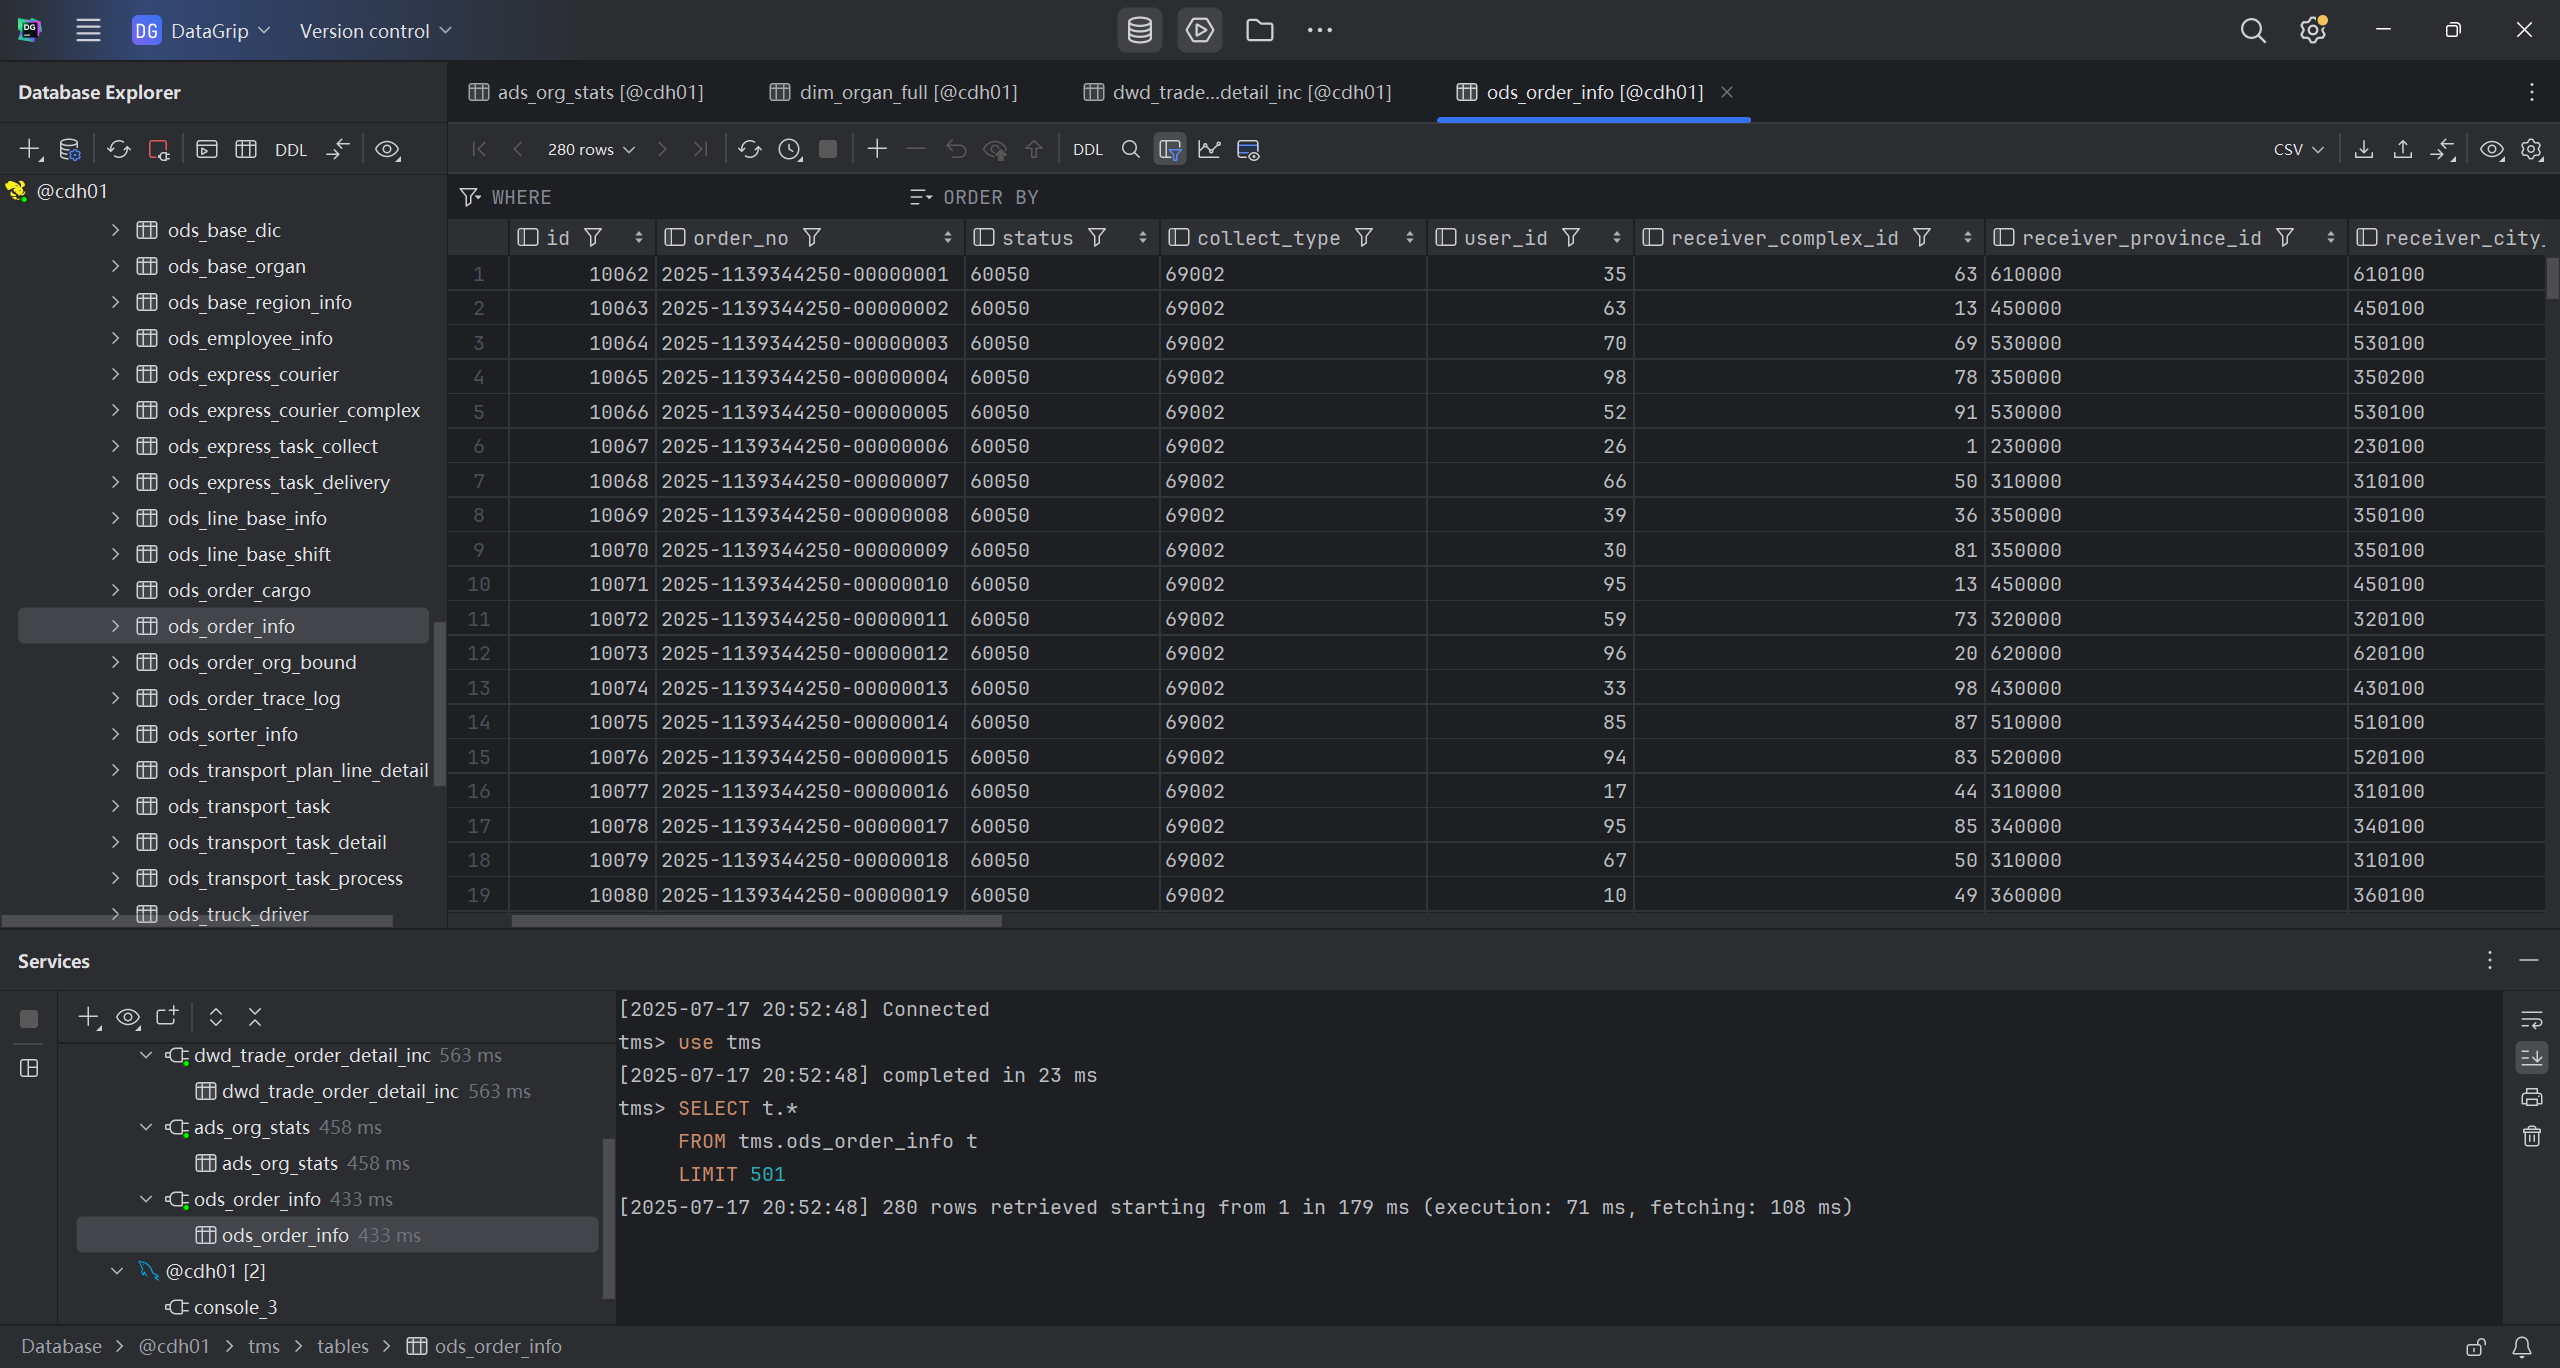 DG DataGrip Version control
Database Explorer
ads_org_stats [@cdh01] dim_organ_full [@cdh01] dwd_trade...detail_inc [@cdh01] ods_order_info [@cdh01]
DDL 280 rows DDL CSV
@cdh01
ods_base_dic
ods_base_organ
ods_base_region_info
ods_employee_info
ods_express_courier
ods_express_courier_complex
ods_express_task_collect
ods_express_task_delivery
ods_line_base_info
ods_line_base_shift
ods_order_cargo
ods_order_info
ods_order_org_bound
ods_order_trace_log
ods_sorter_info
ods_transport_plan_line_detail
ods_transport_task
ods_transport_task_detail
ods_transport_task_process
ods_truck_driver
WHERE ORDER BY
id order_no status collect_type user_id receiver_complex_id receiver_province_id receiver_city_
1 10062 2025-1139344250-00000001 60050 69002 35 63 610000 610100
2 10063 2025-1139344250-00000002 60050 69002 63 13 450000 450100
3 10064 2025-1139344250-00000003 60050 69002 70 69 530000 530100
4 10065 2025-1139344250-00000004 60050 69002 98 78 350000 350200
5 10066 2025-1139344250-00000005 60050 69002 52 91 530000 530100
6 10067 2025-1139344250-00000006 60050 69002 26 1 230000 230100
7 10068 2025-1139344250-00000007 60050 69002 66 50 310000 310100
8 10069 2025-1139344250-00000008 60050 69002 39 36 350000 350100
9 10070 2025-1139344250-00000009 60050 69002 30 81 350000 350100
10 10071 2025-1139344250-00000010 60050 69002 95 13 450000 450100
11 10072 2025-1139344250-00000011 60050 69002 59 73 320000 320100
12 10073 2025-1139344250-00000012 60050 69002 96 20 620000 620100
13 10074 2025-1139344250-00000013 60050 69002 33 98 430000 430100
14 10075 2025-1139344250-00000014 60050 69002 85 87 510000 510100
15 10076 2025-1139344250-00000015 60050 69002 94 83 520000 520100
16 10077 2025-1139344250-00000016 60050 69002 17 44 310000 310100
17 10078 2025-1139344250-00000017 60050 69002 95 85 340000 340100
18 10079 2025-1139344250-00000018 60050 69002 67 50 310000 310100
19 10080 2025-1139344250-00000019 60050 69002 10 49 360000 360100
Services
dwd_trade_order_detail_inc 563 ms
dwd_trade_order_detail_inc 563 ms
ads_org_stats 458 ms
ads_org_stats 458 ms
ods_order_info 433 ms
ods_order_info 433 ms
@cdh01 [2]
console_3
[2025-07-17 20:52:48] Connected
tms> use tms
[2025-07-17 20:52:48] completed in 23 ms
tms> SELECT t.*
FROM tms.ods_order_info t
LIMIT 501
[2025-07-17 20:52:48] 280 rows retrieved starting from 1 in 179 ms (execution: 71 ms, fetching: 108 ms)
Database > @cdh01 > tms > tables > ods_order_info